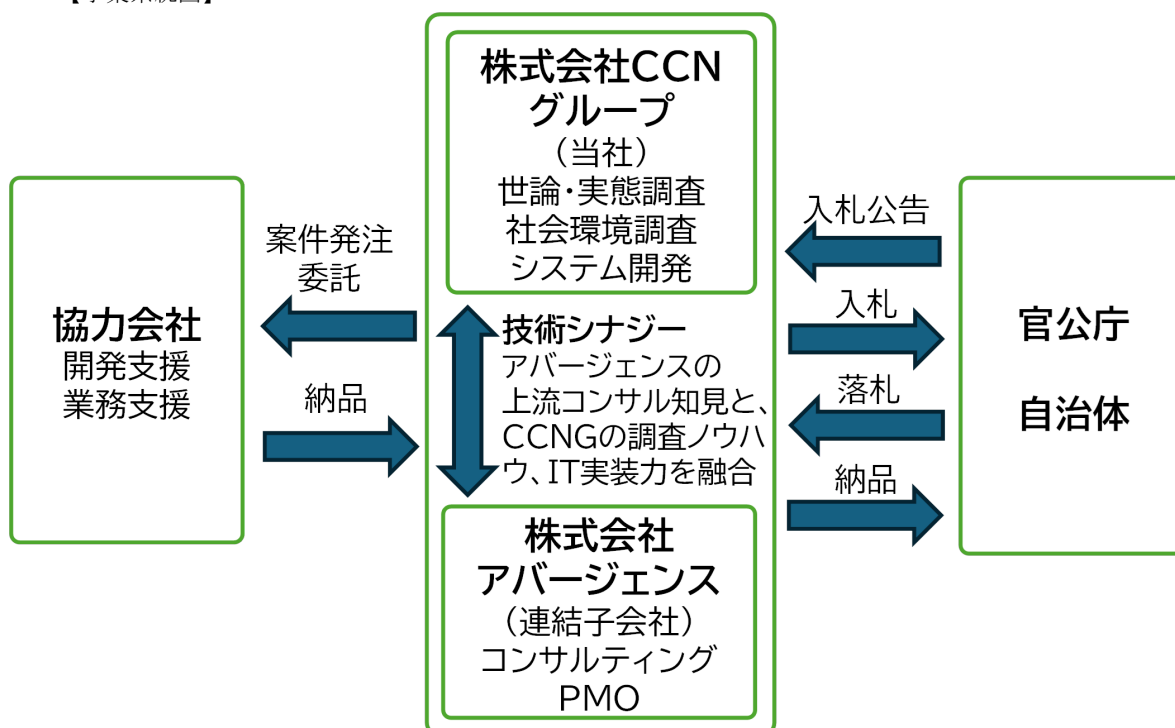 【事業系統図】
株式会社CCN
グループ
（当社）
世論・実態調査
社会環境調査
システム開発
協力会社
開発支援
業務支援
案件発注
委託
納品
技術シナジー
アバージェンスの
上流コンサル知見と、
CCNGの調査ノウハ
ウ、IT実装力を融合
株式会社
アバージェンス
（連結子会社）
コンサルティング
PMO
入札公告
入札
落札
納品
官公庁
自治体